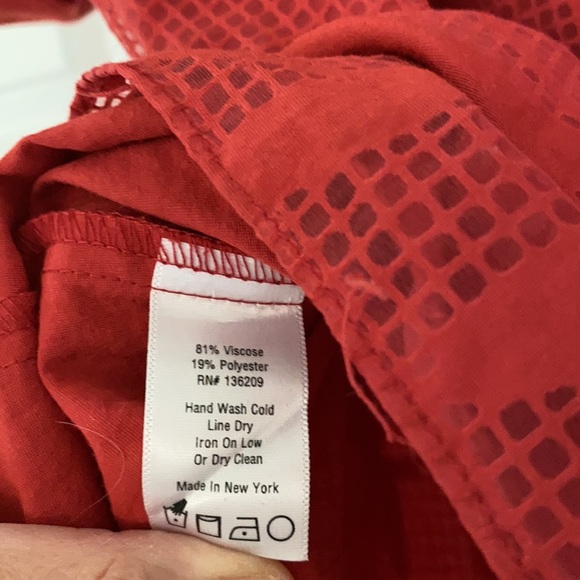 81% Viscose
19% Polyester
RN# 136209
Hand Wash Cold
Line Dry
Iron On Low
Or Dry Clean
Made In New York